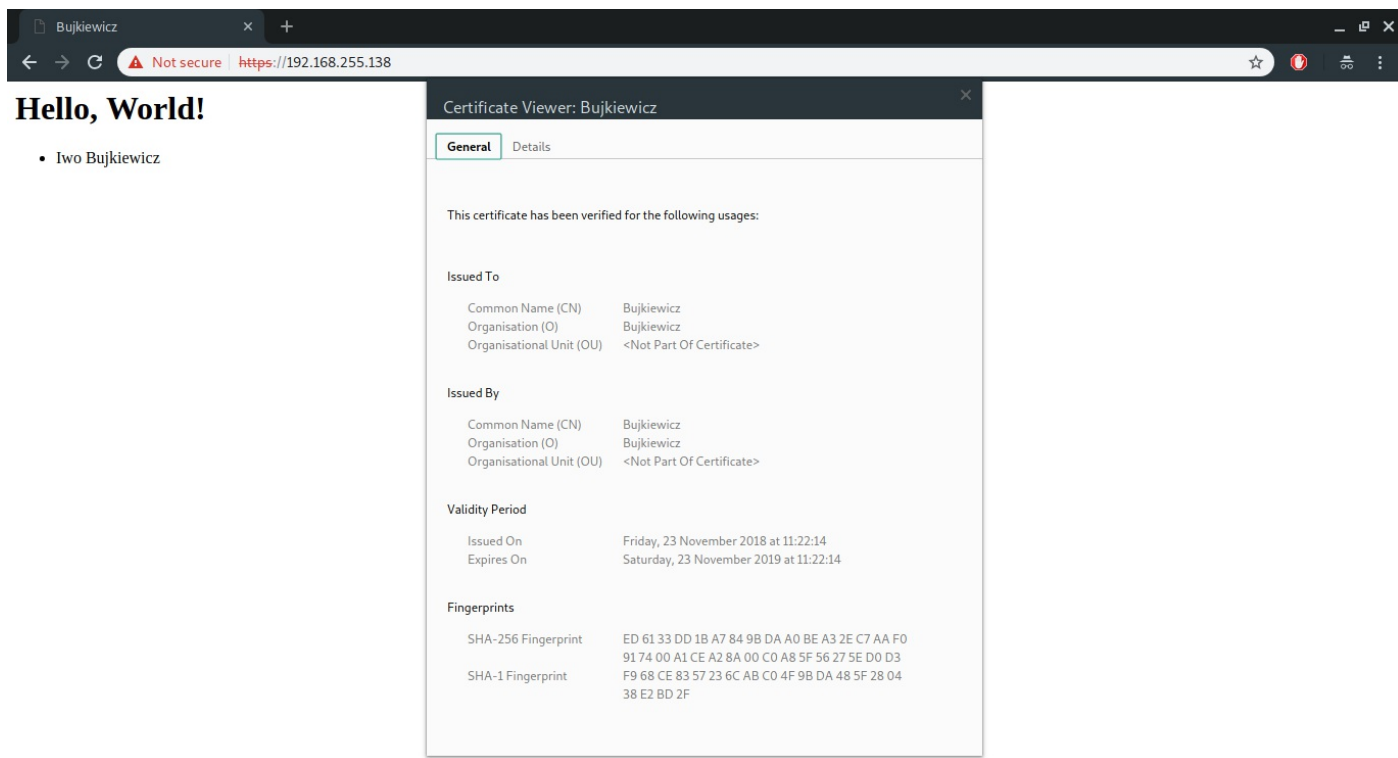 Bujkiewicz
Not secure https://192.168.255.138
Hello, World!
• Iwo Bujkiewicz
Certificate Viewer: Bujkiewicz
General Details
This certificate has been verified for the following usages:
Issued To
Common Name (CN) Bujkiewicz
Organisation (O) Bujkiewicz
Organisational Unit (OU) <Not Part Of Certificate>
Issued By
Common Name (CN) Bujkiewicz
Organisation (O) Bujkiewicz
Organisational Unit (OU) <Not Part Of Certificate>
Validity Period
Issued On Friday, 23 November 2018 at 11:22:14
Expires On Saturday, 23 November 2019 at 11:22:14
Fingerprints
SHA-256 Fingerprint ED 61 33 DD 1B A7 84 9B DA A0 BE A3 2E C7 AA F0
91 74 00 A1 CE A2 8A 00 C0 A8 5F 56 27 5E D0 D3
SHA-1 Fingerprint F9 68 CE 83 57 23 6C AB C0 4F 9B DA 48 5F 28 04
38 E2 BD 2F